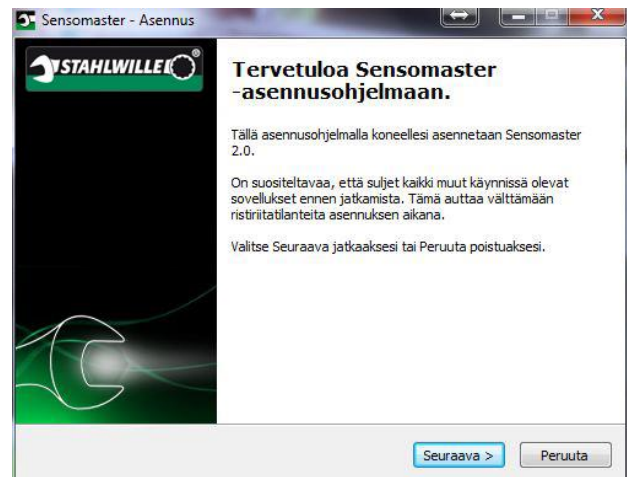 Sensomaster - Asennus
STAHLWILLE
Tervetuloa Sensomaster
-asennusohjelmaan.
Tällä asennusohjelmalla koneellesi asennetaan Sensomaster
2.0.
On suositeltavaa, että suljet kaikki muut käynnissä olevat
sovellukset ennen jatkamista. Tämä auttaa välttämään
ristiriitatilanteita asennuksen aikana.
Valitse Seuraava jatkaaksesi tai Peruuta poistuaksesi.
Seuraava >
Peruuta